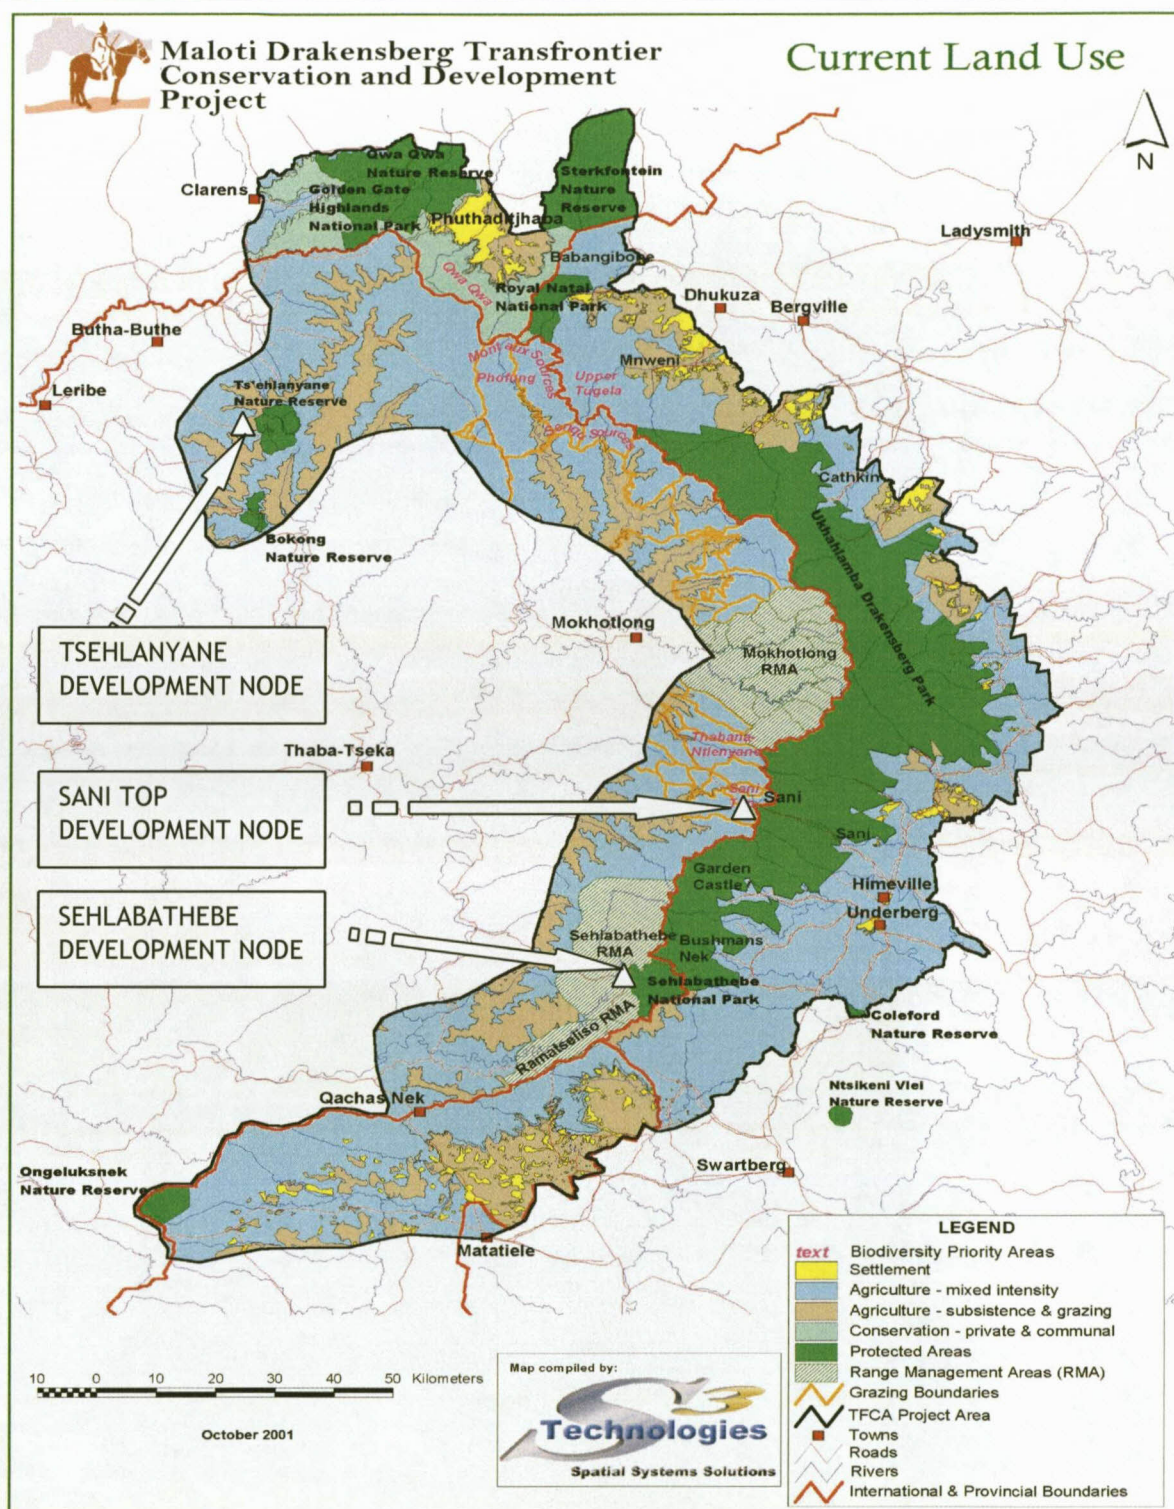 Maloti Drakensberg Transfrontier
Conservation and Development
Project
Current Land Use
N
Qwa Qwa
Nature Reserve
Sterkfontein
Nature
Reserve
Clarens
Golden Gate
Highlands
National Park
Phuthaditjhaba
Ladysmith
Babangibone
Qwa Qwa
Royal Natal
National Park
Dhukuza
Bergville
Butha-Buthe
Mnweni
Mont aux Sources
Phofung
Upper
Tugela
Leribe
Ts'ehlanyane
Nature Reserve
Senqu sources
Cathkin
Ukhahlamba Drakensberg Park
Bokong
Nature Reserve
Mokhotlong
Mokhotlong
RMA
TSEHLANYANE
DEVELOPMENT NODE
Thabana
Ntlenyana
Thaba-Tseka
SANI TOP
DEVELOPMENT NODE
Sani
Sani
Sani
Garden
Castle
Himeville
Underberg
SEHLABATHEBE
DEVELOPMENT NODE
Sehlabathebe
RMA
Bushmans
Nek
Sehlabathebe
National Park
Coleford
Nature Reserve
Ramatseliso RMA
Ntsikeni Vlei
Nature Reserve
Qachas Nek
Ongeluksnek
Nature Reserve
Swartberg
Matatiele
LEGEND
text Biodiversity Priority Areas
Settlement
Agriculture - mixed intensity
Agriculture - subsistence & grazing
Conservation - private & communal
Protected Areas
Range Management Areas (RMA)
Grazing Boundaries
TFCA Project Area
Towns
Roads
Rivers
International & Provincial Boundaries
10 0 10 20 30 40 50 Kilometers
October 2001
Map compiled by:
S3
Technologies
Spatial Systems Solutions